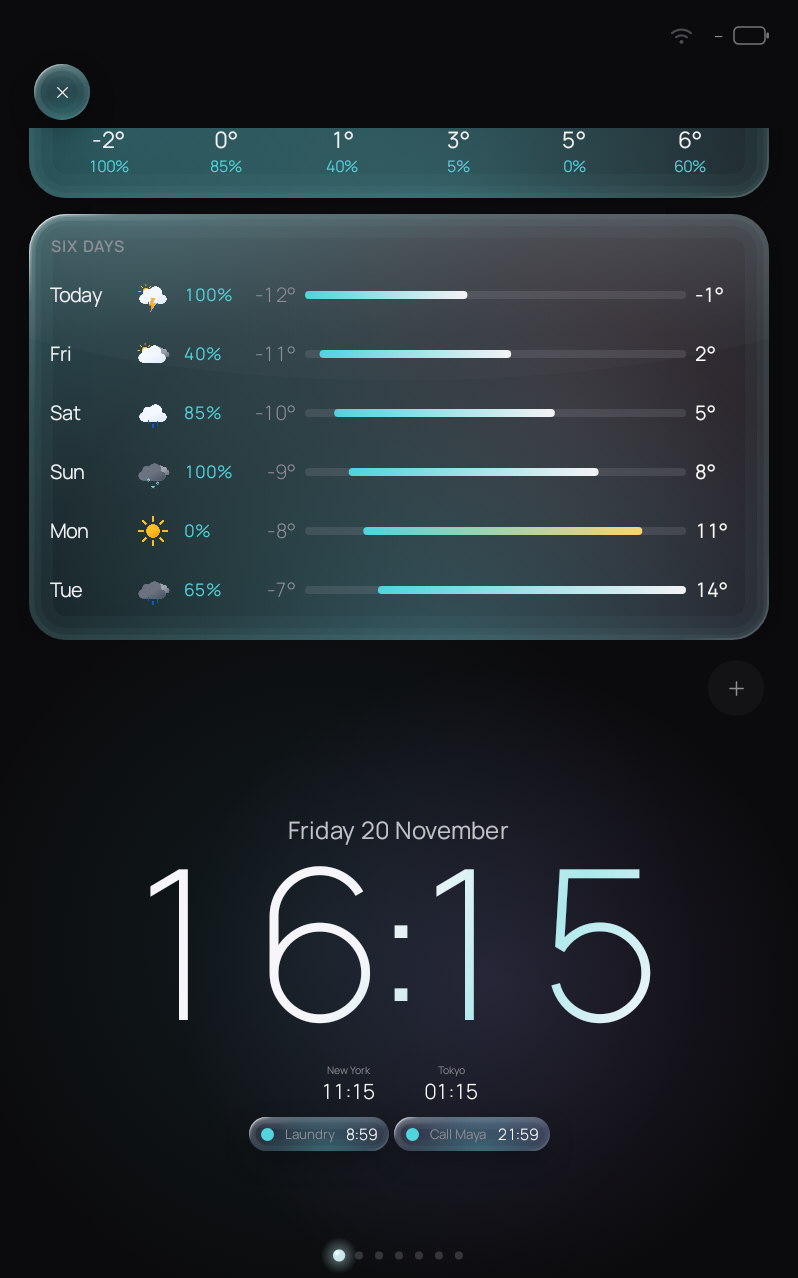 –
-2° 0° 1° 3° 5° 6°
100% 85% 40% 5% 0% 60%
SIX DAYS
Today 100% -12° -1°
Fri 40% -11° 2°
Sat 85% -10° 5°
Sun 100% -9° 8°
Mon 0% -8° 11°
Tue 65% -7° 14°
Friday 20 November
16:15
New York Tokyo
11:15 01:15
Laundry 8:59 Call Maya 21:59